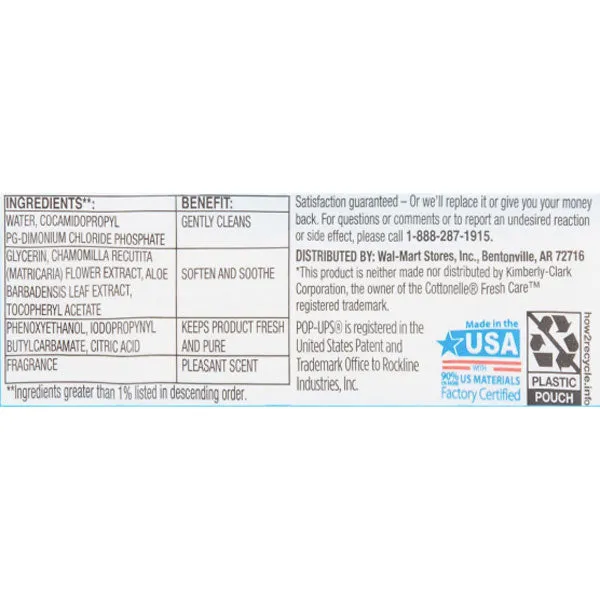 INGREDIENTS**: BENEFIT:
WATER, COCAMIDOPROPYL
PG-DIMONIUM CHLORIDE PHOSPHATE
GENTLY CLEANS
GLYCERIN, CHAMOMILLA RECUTITA
(MATRICARIA) FLOWER EXTRACT, ALOE
BARBADENSIS LEAF EXTRACT,
TOCOPHERYL ACETATE
SOFTEN AND SOOTHE
PHENOXYETHANOL, IODOPROPYNYL
BUTYLCARBAMATE, CITRIC ACID
KEEPS PRODUCT FRESH
AND PURE
FRAGRANCE
PLEASANT SCENT
**Ingredients greater than 1% listed in descending order.
Satisfaction guaranteed – Or we'll replace it or give you your money
back. For questions or comments or to report an undesired reaction
or side effect, please call 1-888-287-1915.
DISTRIBUTED BY: Wal-Mart Stores, Inc., Bentonville, AR 72716
*This product is neither made nor distributed by Kimberly-Clark
Corporation, the owner of the Cottonelle® Fresh Care™
registered trademark.
POP-UPS® is registered in the
United States Patent and
Trademark Office to Rockline
Industries, Inc.
Made in the
USA
WITH
90% OR MORE US MATERIALS
Factory Certified
PLASTIC
POUCH
how2recycle.info